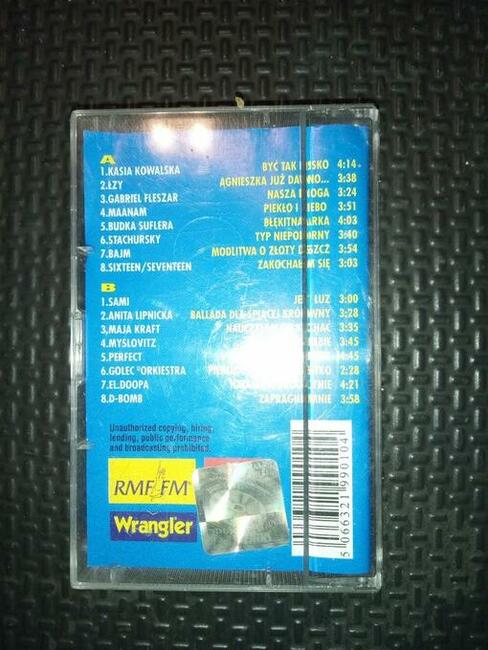 A
1.KASIA KOWALSKA BYĆ TAK BLISKO 4:14
2.ŁZY AGNIESZKA JUŻ DAWNO... 3:38
3.GABRIEL FLESZAR NASZA DROGA 3:24
4.MAANAM PIEKŁO I NIEBO 3:51
5.BUDKA SUFLERA BŁĘKITNA ARKA 4:03
6.STACHURSKY TYP NIEPOKORNY 3:40
7.BAJM MODLITWA O ZŁOTY DESZCZ 3:54
8.SIXTEEN/SEVENTEEN ZAKOCHAŁAM SIĘ 3:03
B
1.SAMI JEST LUZ 3:00
2.ANITA LIPNICKA BALLADA DLA ŚPIĄCEJ KRÓLEWNY 3:28
3.MAJA KRAFT 3:35
4.MYSLOVITZ 3:45
5.PERFECT 4:45
6.GOLEC uORKIESTRA 2:28
7.EL.DOOPA 4:21
8.D-BOMB ZAPRAGNIJ MNIE 3:58
Unauthorized copying, hiring,
lending, public performance
and broadcasting prohibited.
RMF FM
Wrangler
5 066321 990104